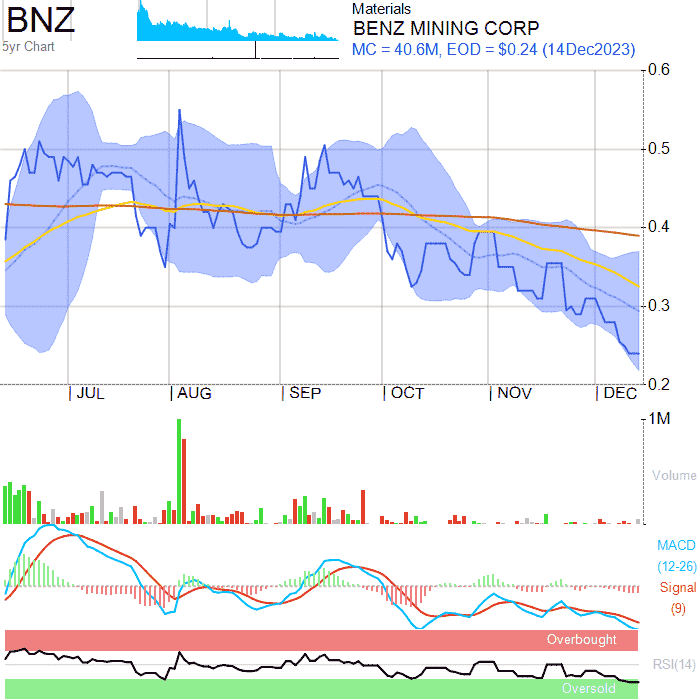 BNZ
5yr Chart
Materials
BENZ MINING CORP
MC = 40.6M, EOD = $0.24 (14Dec2023)
0.6
0.5
0.4
0.3
0.2
JUL AUG SEP OCT NOV DEC
1M
Volume
MACD
(12-26)
Signal
(9)
Overbought
RSI(14)
Oversold